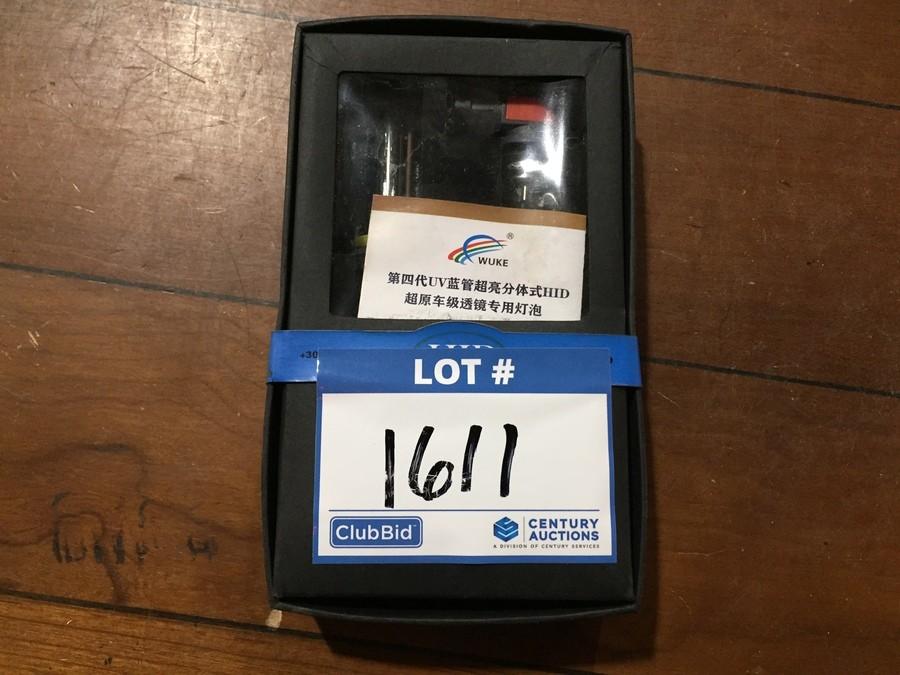 ®
WUKE
第四代UV蓝管超亮分体式HID
超原车级透镜专用灯泡
+30
LOT #
1611
ClubBid
CENTURY
AUCTIONS
A DIVISION OF CENTURY SERVICES